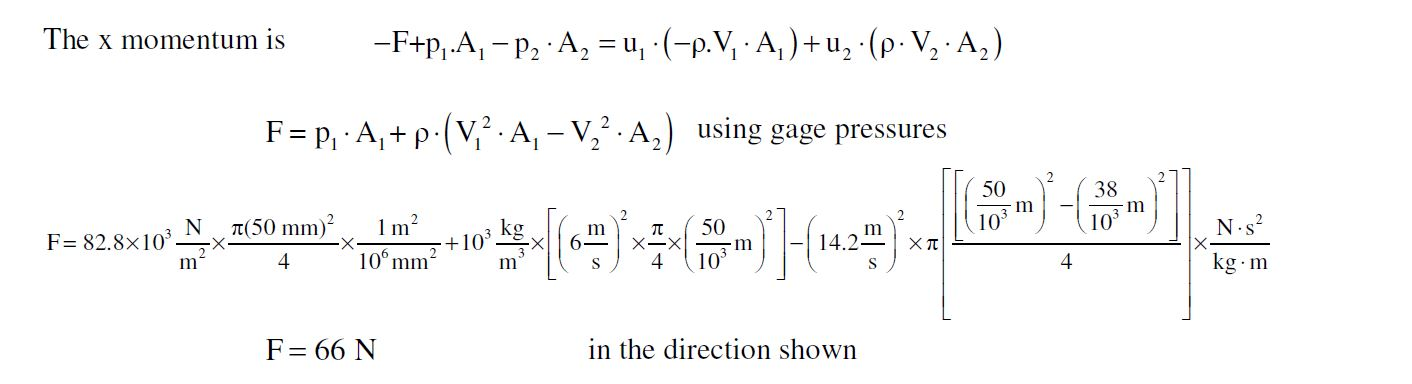 The x momentum is −F+p₁.A₁ − p₂ · A₂ = u₁ · (−ρ.V₁ · A₁) + u₂ · (ρ · V₂ · A₂)
F = p₁ · A₁ + ρ · (V₁² · A₁ − V₂² · A₂) using gage pressures
F= 82.8×10³ N/m² × π(50 mm)²/4 × 1 m²/10⁶ mm² + 10³ kg/m³ × [(6 m/s)² × π/4 × (50/10³ m)²] − (14.2 m/s)² × π [[(50/10³ m)² − (38/10³ m)²]/4]] × N · s²/kg · m
F = 66 N in the direction shown